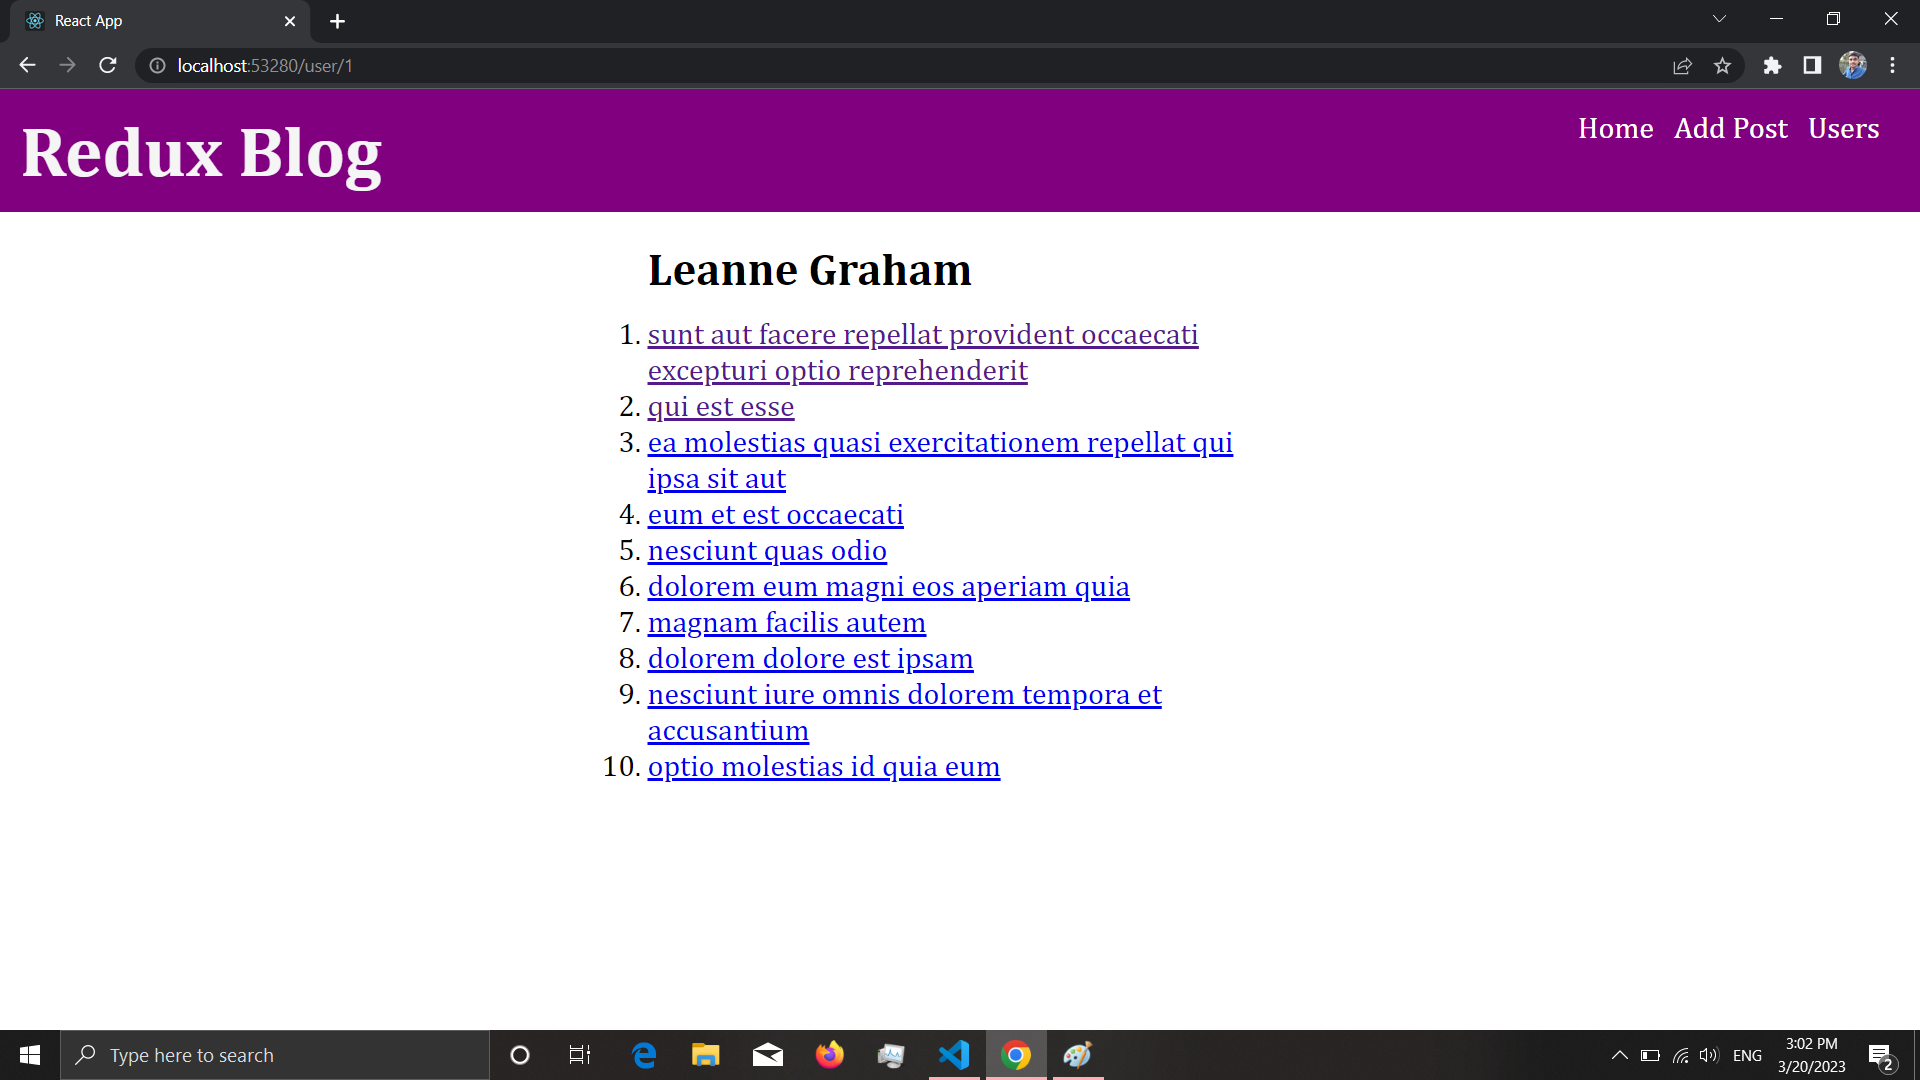 React App
localhost:53280/user/1
Redux Blog
Home Add Post Users
Leanne Graham
1. sunt aut facere repellat provident occaecati
excepturi optio reprehenderit
2. qui est esse
3. ea molestias quasi exercitationem repellat qui
ipsa sit aut
4. eum et est occaecati
5. nesciunt quas odio
6. dolorem eum magni eos aperiam quia
7. magnam facilis autem
8. dolorem dolore est ipsam
9. nesciunt iure omnis dolorem tempora et
accusantium
10. optio molestias id quia eum
Type here to search
ENG
3:02 PM
3/20/2023
2